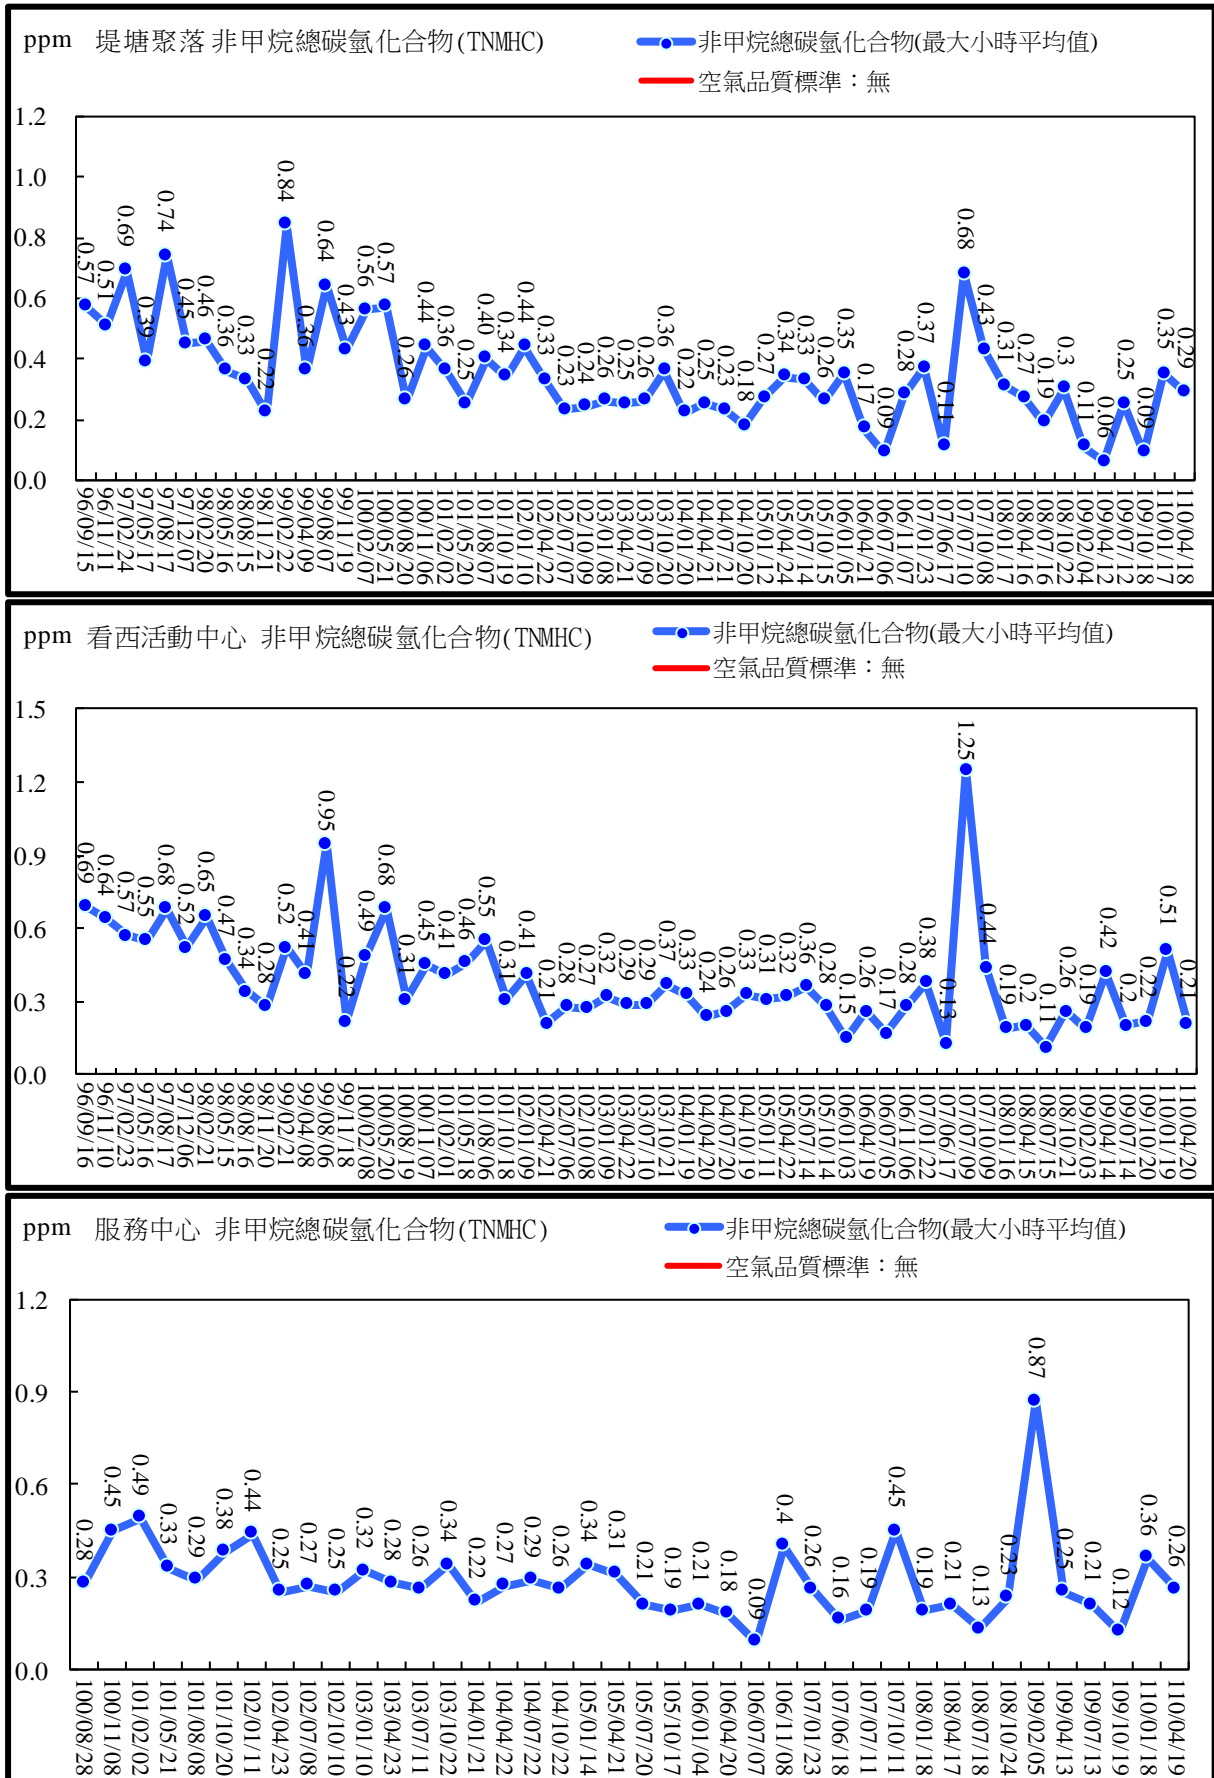 ppm 堤塘聚落 非甲烷總碳氫化合物(TNMHC)
非甲烷總碳氫化合物(最大小時平均值)
空氣品質標準：無
1.2
1.0
0.8
0.6
0.4
0.2
0.0
0.57 0.51 0.69 0.39 0.74 0.45 0.46 0.36 0.33 0.22 0.84 0.36 0.64 0.43 0.56 0.57 0.26 0.44 0.36 0.25 0.40 0.34 0.44 0.33 0.23 0.24 0.26 0.25 0.26 0.36 0.22 0.25 0.23 0.18 0.27 0.34 0.33 0.26 0.35 0.17 0.09 0.28 0.37 0.11 0.68 0.43 0.31 0.27 0.19 0.3 0.11 0.06 0.25 0.09 0.35 0.29
96/09/15 96/11/11 97/02/24 97/05/17 97/08/17 97/12/07 98/02/20 98/05/16 98/08/15 98/11/21 99/02/22 99/04/09 99/08/07 99/11/19 100/02/07 100/05/21 100/08/20 100/11/06 101/02/02 101/05/20 101/08/07 101/10/19 102/01/10 102/04/22 102/07/07 102/10/09 103/01/08 103/04/21 103/07/09 103/10/20 104/01/20 104/04/21 104/07/21 104/10/20 105/01/12 105/04/24 105/07/14 105/10/15 106/01/05 106/04/21 106/07/06 106/11/07 107/01/23 107/06/17 107/07/10 107/10/08 108/01/17 108/04/16 108/07/16 108/10/22 109/02/04 109/04/12 109/07/12 109/10/18 110/01/17 110/04/18
ppm 看西活動中心 非甲烷總碳氫化合物(TNMHC)
非甲烷總碳氫化合物(最大小時平均值)
空氣品質標準：無
1.5
1.2
0.9
0.6
0.3
0.0
0.69 0.64 0.57 0.55 0.68 0.52 0.65 0.47 0.34 0.28 0.52 0.41 0.95 0.22 0.49 0.68 0.31 0.45 0.41 0.46 0.55 0.31 0.41 0.21 0.28 0.27 0.32 0.29 0.29 0.37 0.33 0.24 0.26 0.33 0.31 0.32 0.36 0.28 0.15 0.26 0.17 0.28 0.38 0.13 1.25 0.44 0.19 0.2 0.11 0.26 0.19 0.42 0.2 0.22 0.51 0.21
96/09/16 96/11/10 97/02/23 97/05/16 97/08/17 97/12/06 98/02/21 98/05/15 98/08/16 98/11/20 99/02/21 99/04/08 99/08/06 99/11/18 100/02/08 100/05/20 100/08/19 100/11/07 101/02/01 101/05/18 101/08/06 101/10/18 102/01/09 102/04/21 102/07/06 102/10/08 103/01/09 103/04/22 103/07/10 103/10/21 104/01/19 104/04/20 104/07/20 104/10/19 105/01/11 105/04/22 105/07/14 105/10/14 106/01/03 106/04/19 106/07/05 106/11/06 107/01/22 107/06/17 107/07/09 107/10/09 108/01/16 108/04/15 108/07/15 108/10/21 109/02/03 109/04/14 109/07/14 109/10/20 110/01/19 110/04/20
ppm 服務中心 非甲烷總碳氫化合物(TNMHC)
非甲烷總碳氫化合物(最大小時平均值)
空氣品質標準：無
1.2
0.9
0.6
0.3
0.0
0.28 0.45 0.49 0.33 0.29 0.38 0.44 0.25 0.27 0.25 0.32 0.28 0.26 0.34 0.22 0.27 0.29 0.26 0.34 0.31 0.21 0.19 0.21 0.18 0.09 0.4 0.26 0.16 0.19 0.45 0.19 0.21 0.13 0.23 0.87 0.25 0.21 0.12 0.36 0.26
100/08/28 100/11/08 101/02/02 101/05/21 101/08/08 101/10/20 102/01/11 102/04/23 102/07/08 102/10/10 103/01/10 103/04/23 103/07/11 103/10/22 104/01/21 104/04/22 104/07/22 104/10/22 105/01/14 105/04/21 105/07/20 105/10/17 106/01/04 106/04/20 106/07/07 106/11/08 107/01/23 107/06/18 107/07/11 107/10/11 108/01/18 108/04/17 108/07/18 108/10/24 109/02/05 109/04/13 109/07/13 109/10/19 110/01/18 110/04/19